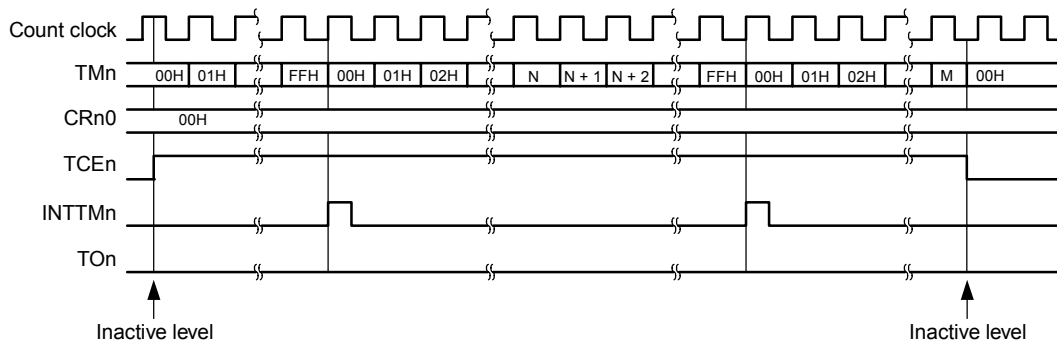 Count clock
TMn 00H 01H FFH 00H 01H 02H N N + 1 N + 2 FFH 00H 01H 02H M 00H
CRn0 00H
TCEn
INTTMn
TOn
Inactive level Inactive level